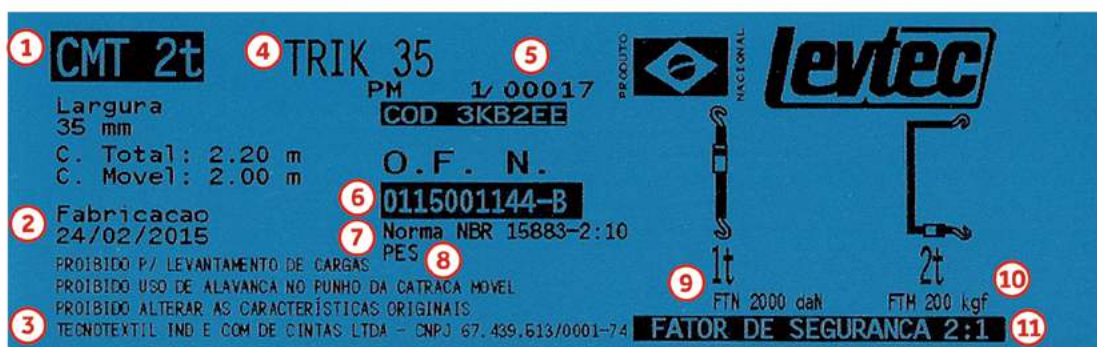 1 CMT 2t
4 TRIK 35
5
PM 1/00017
COD 3KB2EE
PRODUTO
NACIONAL
levtec
Largura
35 mm
C. Total: 2.20 m
C. Movel: 2.00 m
O.F. N.
6 0115001144-B
2 Fabricacao
24/02/2015
7 Norma NBR 15883-2:10
PES 8
PROIBIDO P/ LEVANTAMENTO DE CARGAS
PROIBIDO USO DE ALAVANCA NO PUNHO DA CATRACA MOVEL
PROIBIDO ALTERAR AS CARACTERÍSTICAS ORIGINAIS
3 TECNOTEXTIL IND E COM DE CINTAS LTDA - CNPJ 67.439.613/0001-74
9 1t
FTN 2000 daN
2t 10
FTM 200 kgf
FATOR DE SEGURANCA 2:1 11